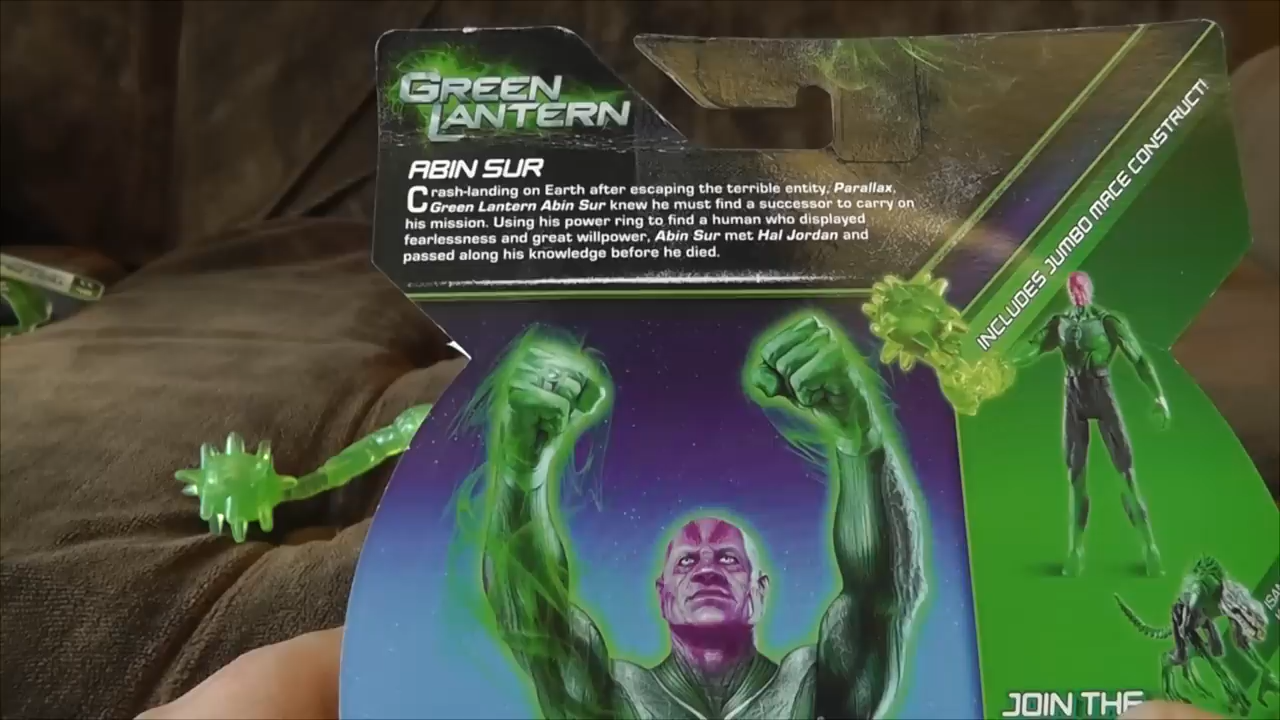 GREEN
LANTERN
ABIN SUR
Crash-landing on Earth after escaping the terrible entity, Parallax,
Green Lantern Abin Sur knew he must find a successor to carry on
his mission. Using his power ring to find a human who displayed
fearlessness and great willpower, Abin Sur met Hal Jordan and
passed along his knowledge before he died.
INCLUDES JUMBO MACE CONSTRUCT!
JOIN THE